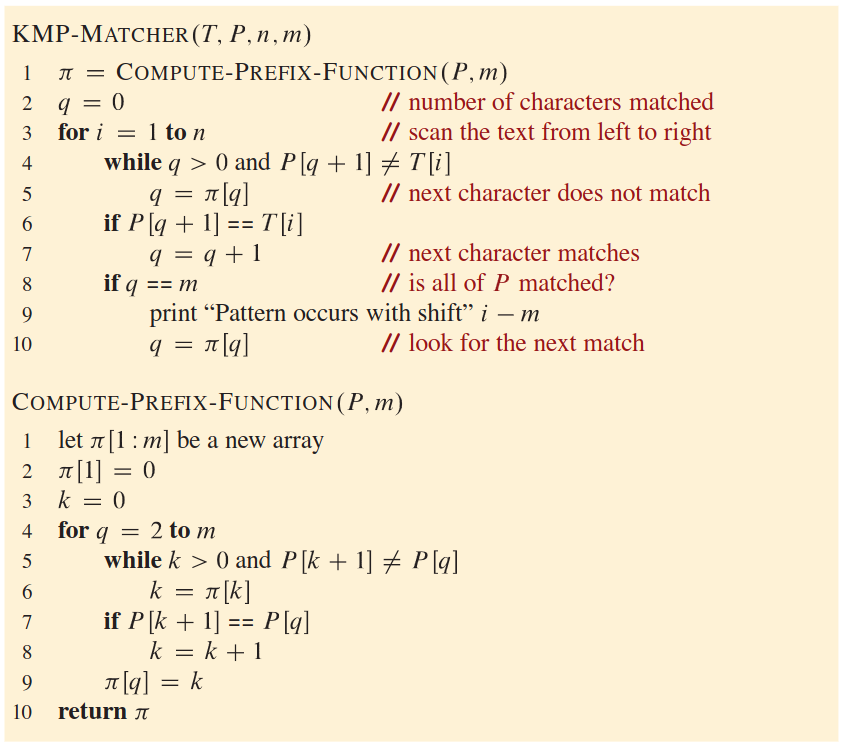 KMP-MATCHER(T, P, n, m)
1 π = COMPUTE-PREFIX-FUNCTION(P, m)
2 q = 0 // number of characters matched
3 for i = 1 to n // scan the text from left to right
4 while q > 0 and P[q + 1] ≠ T[i]
5 q = π[q] // next character does not match
6 if P[q + 1] == T[i]
7 q = q + 1 // next character matches
8 if q == m // is all of P matched?
9 print “Pattern occurs with shift” i − m
10 q = π[q] // look for the next match
COMPUTE-PREFIX-FUNCTION(P, m)
1 let π[1 : m] be a new array
2 π[1] = 0
3 k = 0
4 for q = 2 to m
5 while k > 0 and P[k + 1] ≠ P[q]
6 k = π[k]
7 if P[k + 1] == P[q]
8 k = k + 1
9 π[q] = k
10 return π